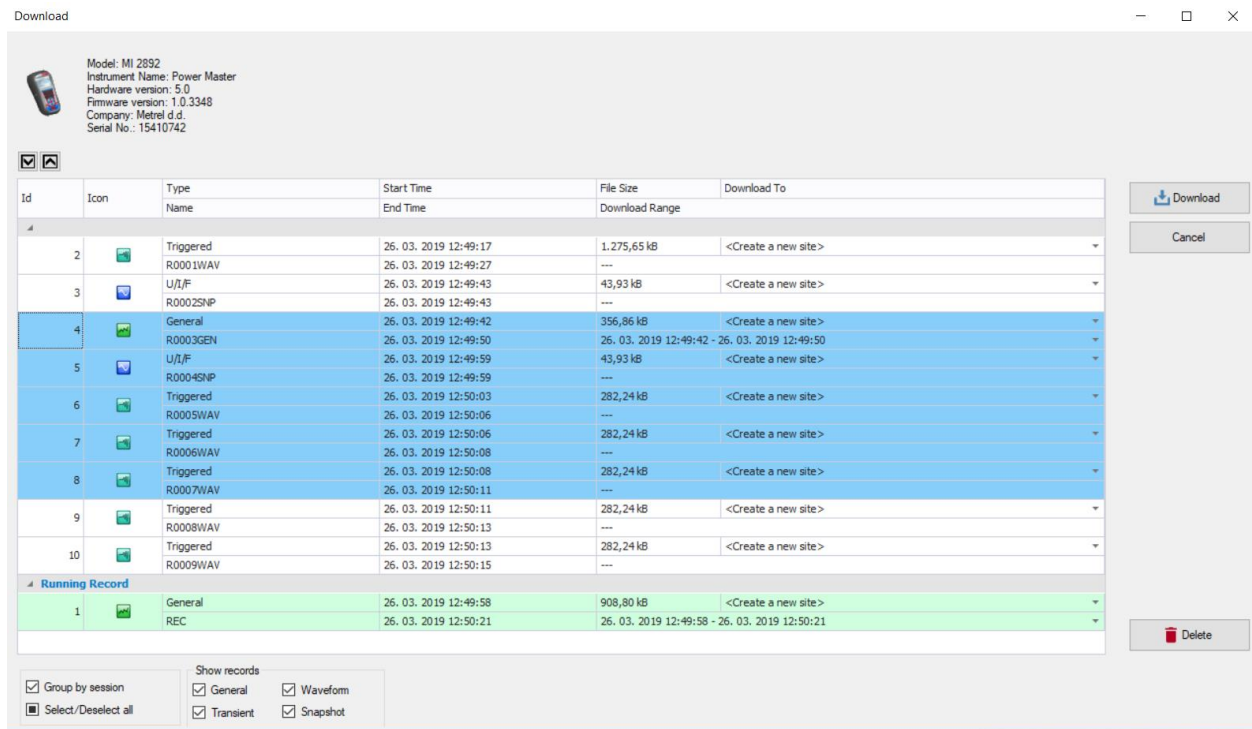 Download
Model: MI 2892
Instrument Name: Power Master
Hardware version: 5.0
Firmware version: 1.0.3348
Company: Metrel d.d.
Serial No.: 15410742
Id Icon Type Start Time File Size Download To
Name End Time Download Range
Download
Cancel
2 Triggered 26. 03. 2019 12:49:17 1.275,65 kB <Create a new site>
R0001WAV 26. 03. 2019 12:49:27 ---
3 U/I/F 26. 03. 2019 12:49:43 43,93 kB <Create a new site>
R0002SNP 26. 03. 2019 12:49:43 ---
4 General 26. 03. 2019 12:49:42 356,86 kB <Create a new site>
R0003GEN 26. 03. 2019 12:49:50 26. 03. 2019 12:49:42 - 26. 03. 2019 12:49:50
5 U/I/F 26. 03. 2019 12:49:59 43,93 kB <Create a new site>
R0004SNP 26. 03. 2019 12:49:59 ---
6 Triggered 26. 03. 2019 12:50:03 282,24 kB <Create a new site>
R0005WAV 26. 03. 2019 12:50:06 ---
7 Triggered 26. 03. 2019 12:50:06 282,24 kB <Create a new site>
R0006WAV 26. 03. 2019 12:50:08 ---
8 Triggered 26. 03. 2019 12:50:08 282,24 kB <Create a new site>
R0007WAV 26. 03. 2019 12:50:11 ---
9 Triggered 26. 03. 2019 12:50:11 282,24 kB <Create a new site>
R0008WAV 26. 03. 2019 12:50:13 ---
10 Triggered 26. 03. 2019 12:50:13 282,24 kB <Create a new site>
R0009WAV 26. 03. 2019 12:50:15 ---
Running Record
1 General 26. 03. 2019 12:49:58 908,80 kB <Create a new site>
REC 26. 03. 2019 12:50:21 26. 03. 2019 12:49:58 - 26. 03. 2019 12:50:21
Delete
Group by session
Select/Deselect all
Show records
General Waveform
Transient Snapshot